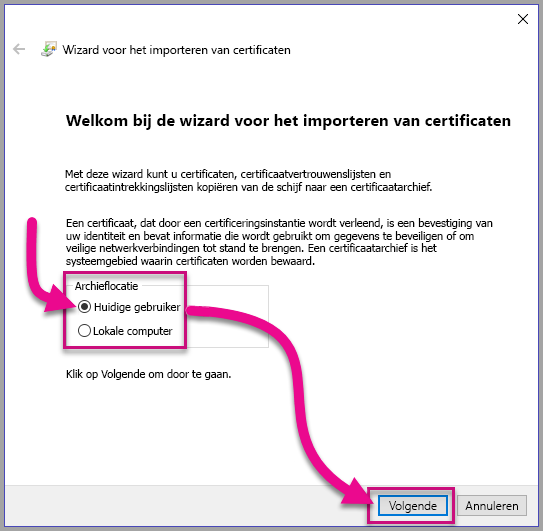 Wizard voor het importeren van certificaten
Welkom bij de wizard voor het importeren van certificaten
Met deze wizard kunt u certificaten, certificaatvertrouwenslijsten en
certificaatintrekkingslijsten kopiëren van de schijf naar een certificaatarchief.
Een certificaat, dat door een certificeringsinstantie wordt verleend, is een bevestiging van
uw identiteit en bevat informatie die wordt gebruikt om gegevens te beveiligen of om
veilige netwerkverbindingen tot stand te brengen. Een certificaatarchief is het
systeemgebied waarin certificaten worden bewaard.
Archieflocatie
Huidige gebruiker
Lokale computer
Klik op Volgende om door te gaan.
Volgende Annuleren